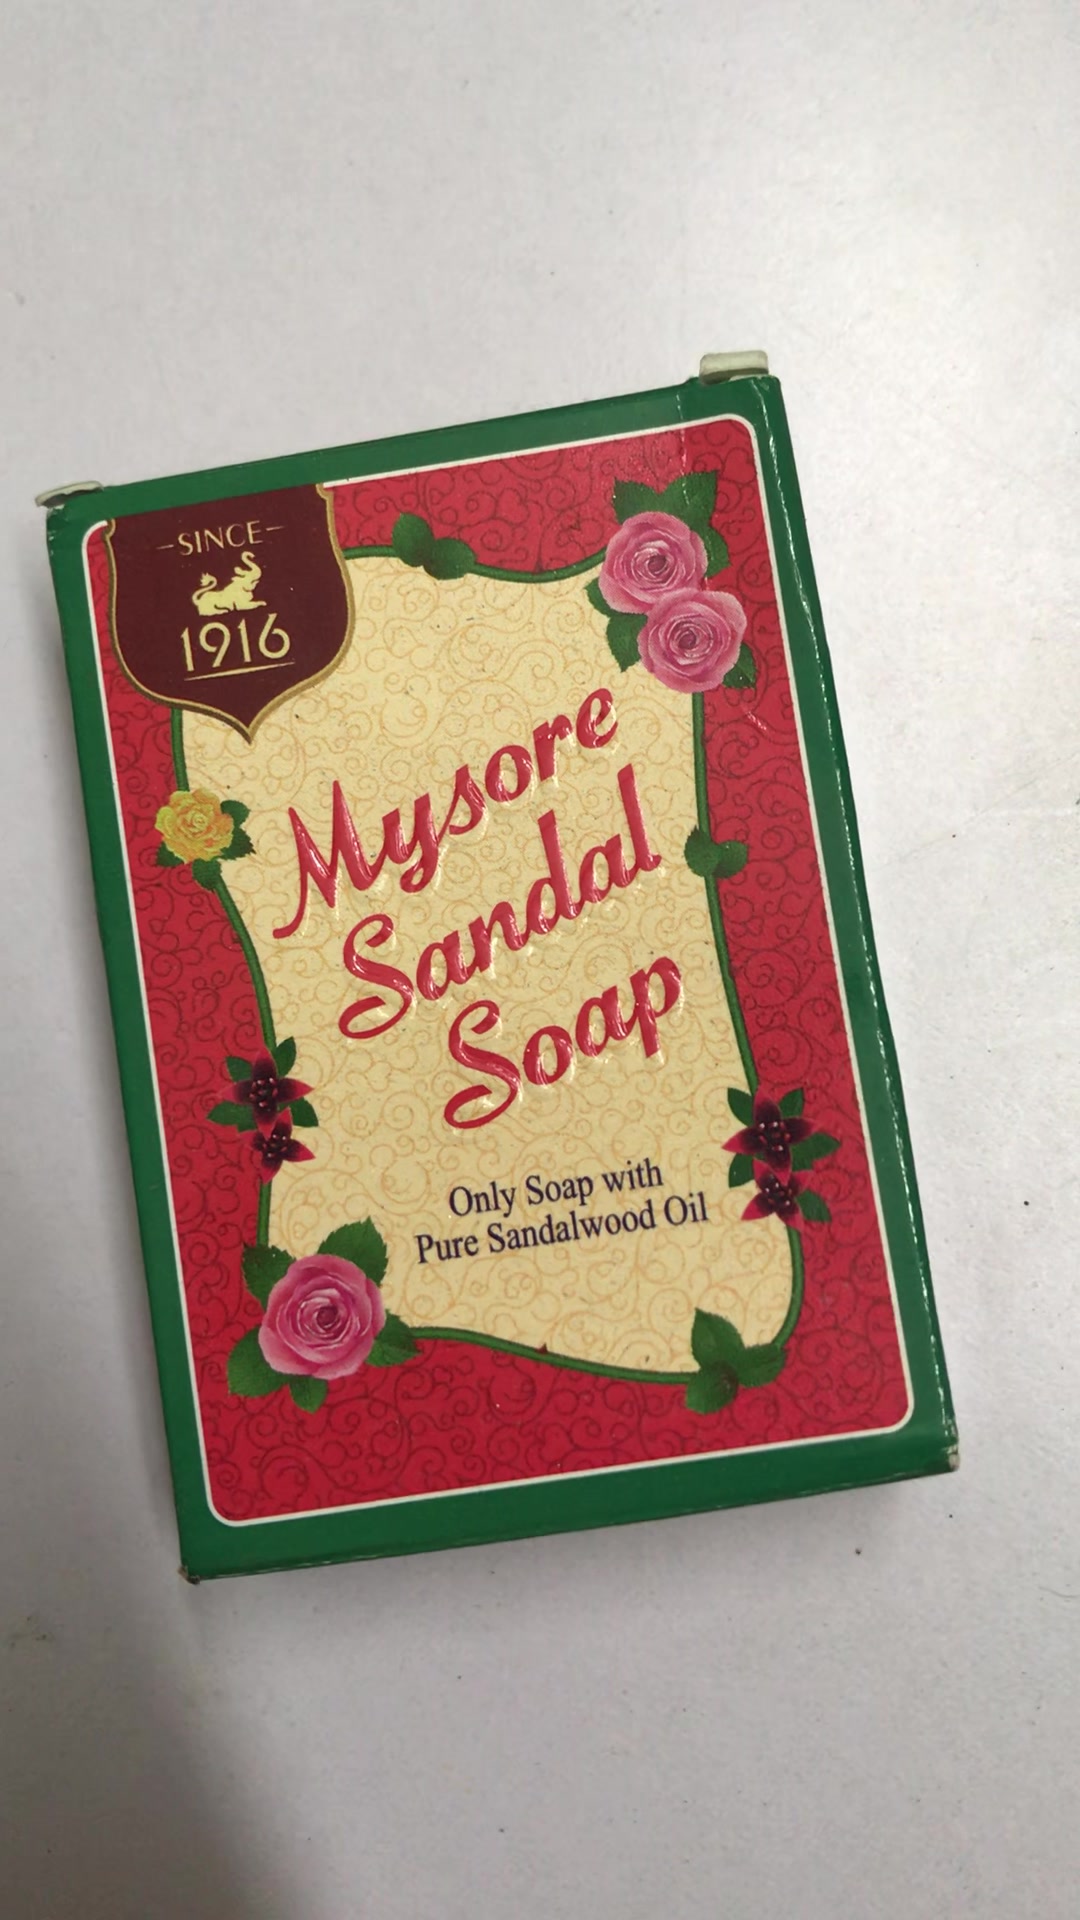 -SINCE-
1916
Mysore
Sandal
Soap
Only Soap with
Pure Sandalwood Oil